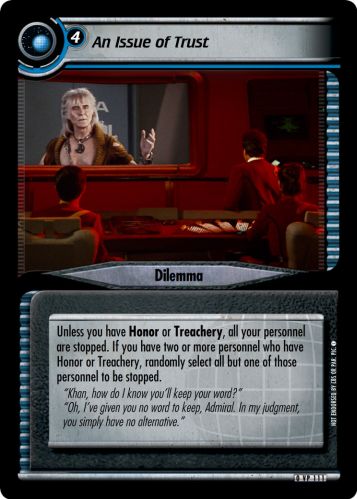 4 An Issue of Trust
Dilemma
Unless you have Honor or Treachery, all your personnel
are stopped. If you have two or more personnel who have
Honor or Treachery, randomly select all but one of those
personnel to be stopped.
"Khan, how do I know you'll keep your word?"
"Oh, I've given you no word to keep, Admiral. In my judgment,
you simply have no alternative."
NOT ENDORSED BY CBS OR PAR. PIC.
0 VP 111